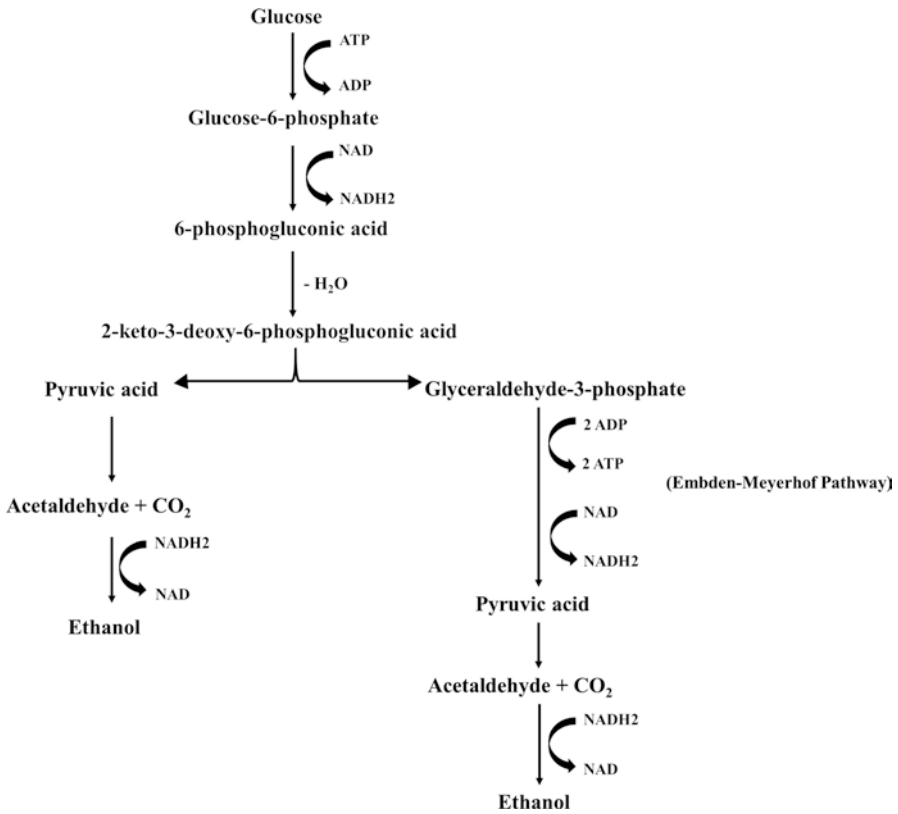 Glucose
ATP
ADP
Glucose-6-phosphate
NAD
NADH2
6-phosphogluconic acid
- H₂O
2-keto-3-deoxy-6-phosphogluconic acid
Pyruvic acid
Glyceraldehyde-3-phosphate
2 ADP
2 ATP
(Embden-Meyerhof Pathway)
Acetaldehyde + CO₂
NAD
NADH2
NADH2
NAD
Pyruvic acid
Ethanol
Acetaldehyde + CO₂
NADH2
NAD
Ethanol